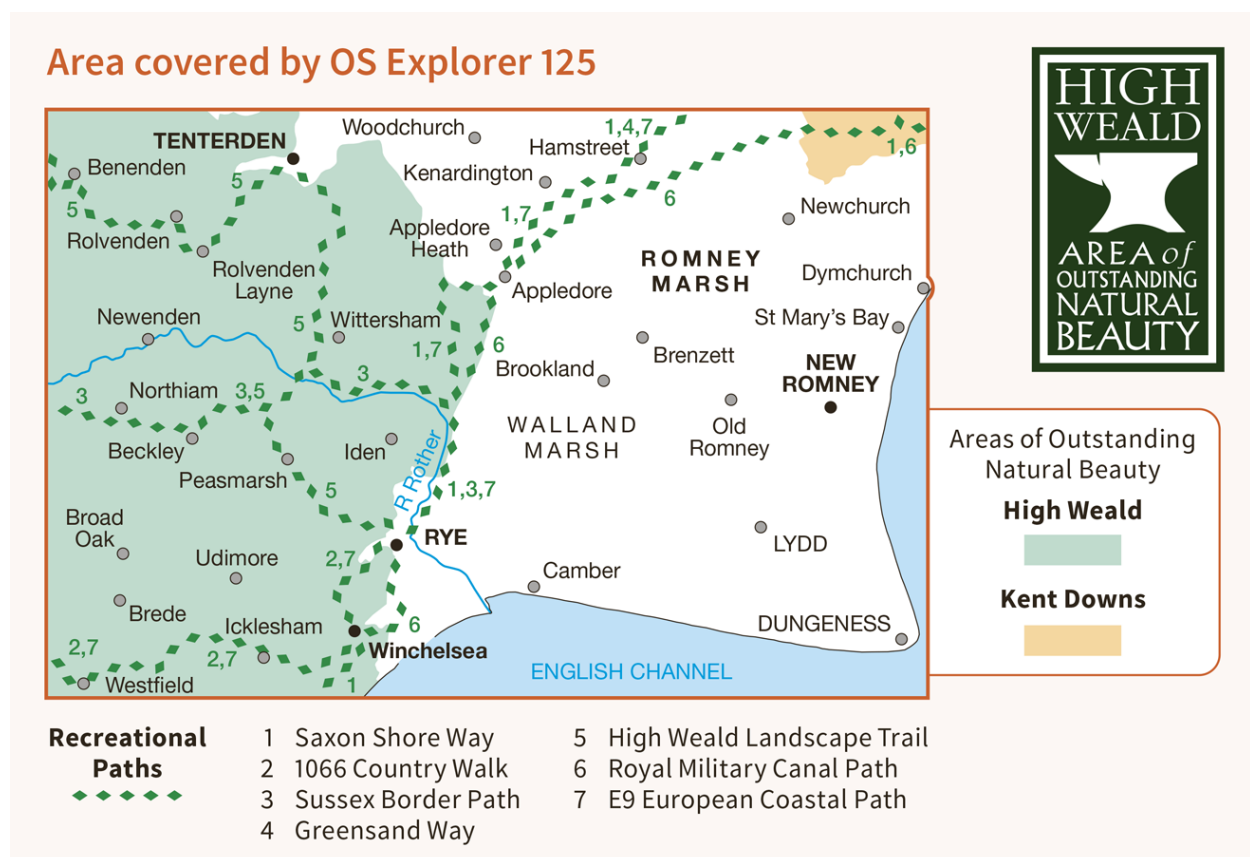 Area covered by OS Explorer 125
HIGH
WEALD
AREA of
OUTSTANDING
NATURAL
BEAUTY
TENTERDEN
Woodchurch
1,4,7
Hamstreet
1,6
Benenden
Kenardington
5
6
5
Rolvenden
1,7
Newchurch
Appledore
Heath
ROMNEY
MARSH
Rolvenden
Layne
Dymchurch
Appledore
Newenden
5
Wittersham
St Mary's Bay
1,7
6
Brenzett
Brookland
NEW
ROMNEY
3
3
Northiam
3,5
WALLAND
MARSH
Old
Romney
Beckley
Iden
Peasmarsh
R Rother
5
1,3,7
Broad
Oak
RYE
LYDD
Udimore
2,7
Camber
Brede
Icklesham
6
DUNGENESS
2,7
2,7
Winchelsea
Westfield
1
ENGLISH CHANNEL
Areas of Outstanding
Natural Beauty
High Weald
Kent Downs
Recreational
Paths
1 Saxon Shore Way
2 1066 Country Walk
3 Sussex Border Path
4 Greensand Way
5 High Weald Landscape Trail
6 Royal Military Canal Path
7 E9 European Coastal Path